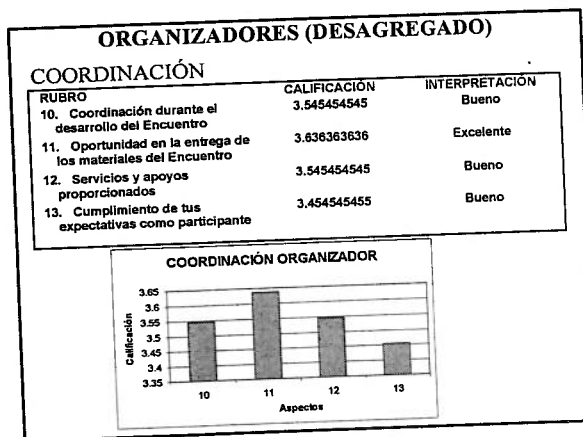 ORGANIZADORES (DESAGREGADO)
COORDINACIÓN
RUBRO CALIFICACIÓN INTERPRETACIÓN
10. Coordinación durante el desarrollo del Encuentro 3.545454545 Bueno
11. Oportunidad en la entrega de los materiales del Encuentro 3.636363636 Excelente
12. Servicios y apoyos proporcionados 3.545454545 Bueno
13. Cumplimiento de tus expectativas como participante 3.454545455 Bueno
COORDINACIÓN ORGANIZADOR
Calificación
3.65
3.6
3.55
3.5
3.45
3.4
3.35
10 11 12 13
Aspectos